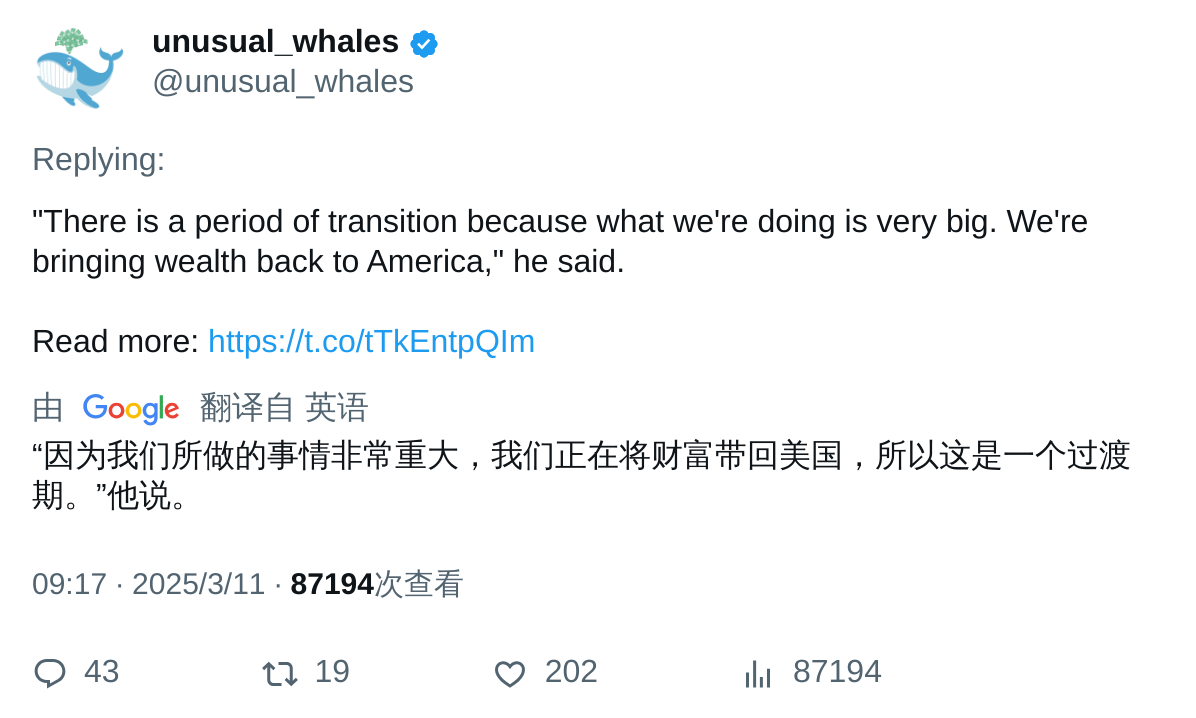 unusual_whales
@unusual_whales
Replying:
"There is a period of transition because what we're doing is very big. We're
bringing wealth back to America," he said.
Read more: https://t.co/tTkEntpQIm
由 Google 翻译自 英语
“因为我们所做的事情非常重大，我们正在将财富带回美国，所以这是一个过渡
期。”他说。
09:17 · 2025/3/11 · 87194次查看
43 19 202 87194